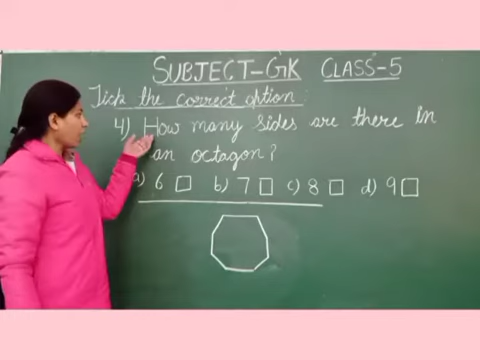 SUBJECT-GK CLASS-5
Tick the correct option:
4) How many sides are there in
an octagon?
a) 6 □ b) 7 □ c) 8 □ d) 9 □